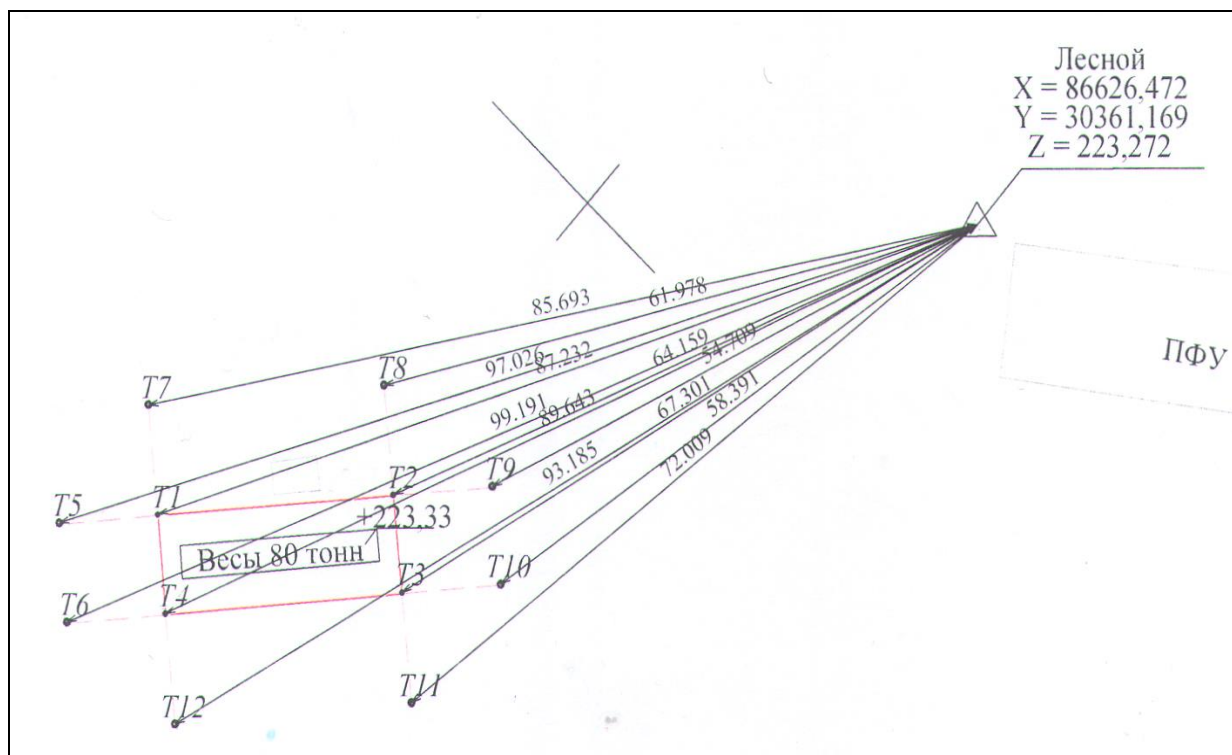 Лесной
X = 86626,472
Y = 30361,169
Z = 223,272
ПФУ
85.693
61.978
97.026
87.232
64.159
54.709
99.191
89.643
67.301
58.391
93.185
72.009
T7
T8
T5
T1
T2
T9
+223,33
Весы 80 тонн
T6
T4
T3
T10
T12
T11